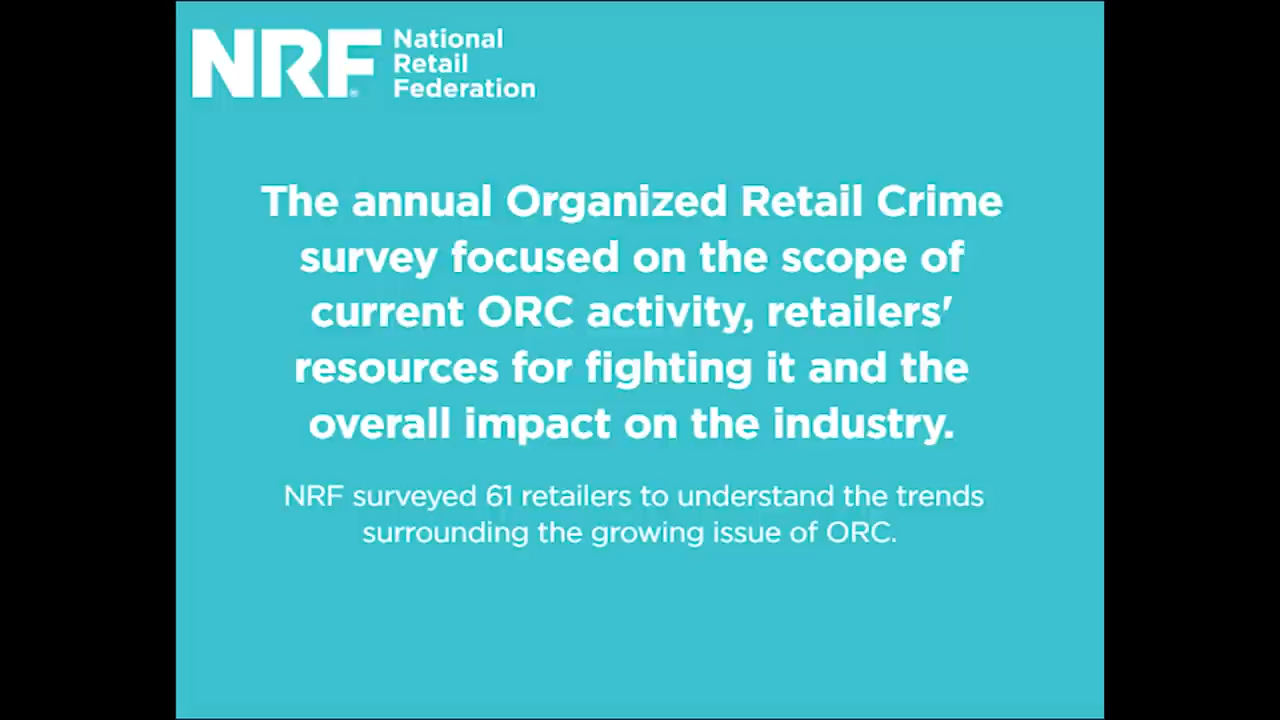 NRF
National
Retail
Federation
The annual Organized Retail Crime
survey focused on the scope of
current ORC activity, retailers'
resources for fighting it and the
overall impact on the industry.
NRF surveyed 61 retailers to understand the trends
surrounding the growing issue of ORC.